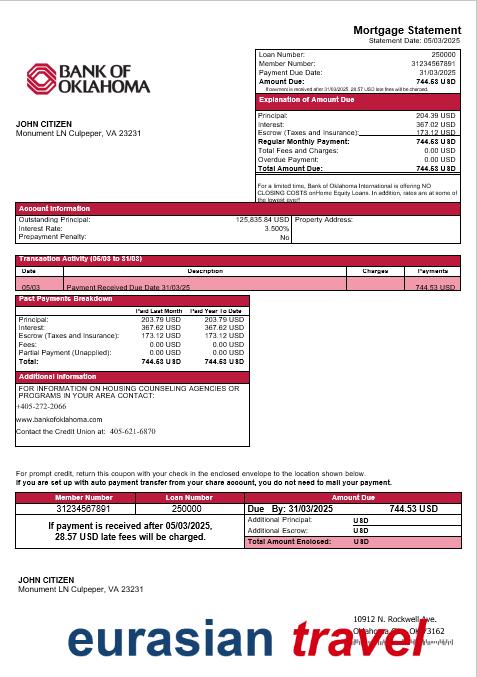 Mortgage Statement
Statement Date: 05/03/2025
BANK OF
OKLAHOMA
Loan Number: 250000
Member Number: 31234567891
Payment Due Date: 31/03/2025
Amount Due: 744.53 USD
If payment is received after 31/03/2025, 28.57 USD late fees will be charged.
Explanation of Amount Due
Principal: 204.39 USD
Interest: 367.02 USD
Escrow (Taxes and Insurance): 173.12 USD
Regular Monthly Payment: 744.53 USD
Total Fees and Charges: 0.00 USD
Overdue Payment: 0.00 USD
Total Amount Due: 744.53 USD
JOHN CITIZEN
Monument LN Culpeper, VA 23231
For a limited time, Bank of Oklahoma International is offering NO
CLOSING COSTS onHome Equity Loans. In addition, rates are at some of
the lowest ever!
Account Information
Outstanding Principal: 125,835.84 USD Property Address:
Interest Rate: 3.500%
Prepayment Penalty: No
Transaction Activity (05/03 to 31/03)
Date Description Charges Payments
05/03 Payment Received Due Date 31/03/25 744.53 USD
Past Payments Breakdown
Paid Last Month Paid Year To Date
Principal: 203.79 USD 203.79 USD
Interest: 367.62 USD 367.62 USD
Escrow (Taxes and Insurance): 173.12 USD 173.12 USD
Fees: 0.00 USD 0.00 USD
Partial Payment (Unapplied): 0.00 USD 0.00 USD
Total: 744.53 USD 744.53 USD
Additional Information
FOR INFORMATION ON HOUSING COUNSELING AGENCIES OR
PROGRAMS IN YOUR AREA CONTACT:
+405-272-2066
www.bankofoklahoma.com
Contact the Credit Union at: 405-621-6870
For prompt credit, return this coupon with your check in the enclosed envelope to the location shown below.
If you are set up with auto payment transfer from your share account, you do not need to mail your payment.
Member Number Loan Number Amount Due
31234567891 250000 Due By: 31/03/2025 744.53 USD
If payment is received after 05/03/2025,
28.57 USD late fees will be charged.
Additional Principal: USD
Additional Escrow: USD
Total Amount Enclosed: USD
JOHN CITIZEN
Monument LN Culpeper, VA 23231
10912 N. Rockwell Ave.
Oklahoma City, OK 73162
eurasian travel